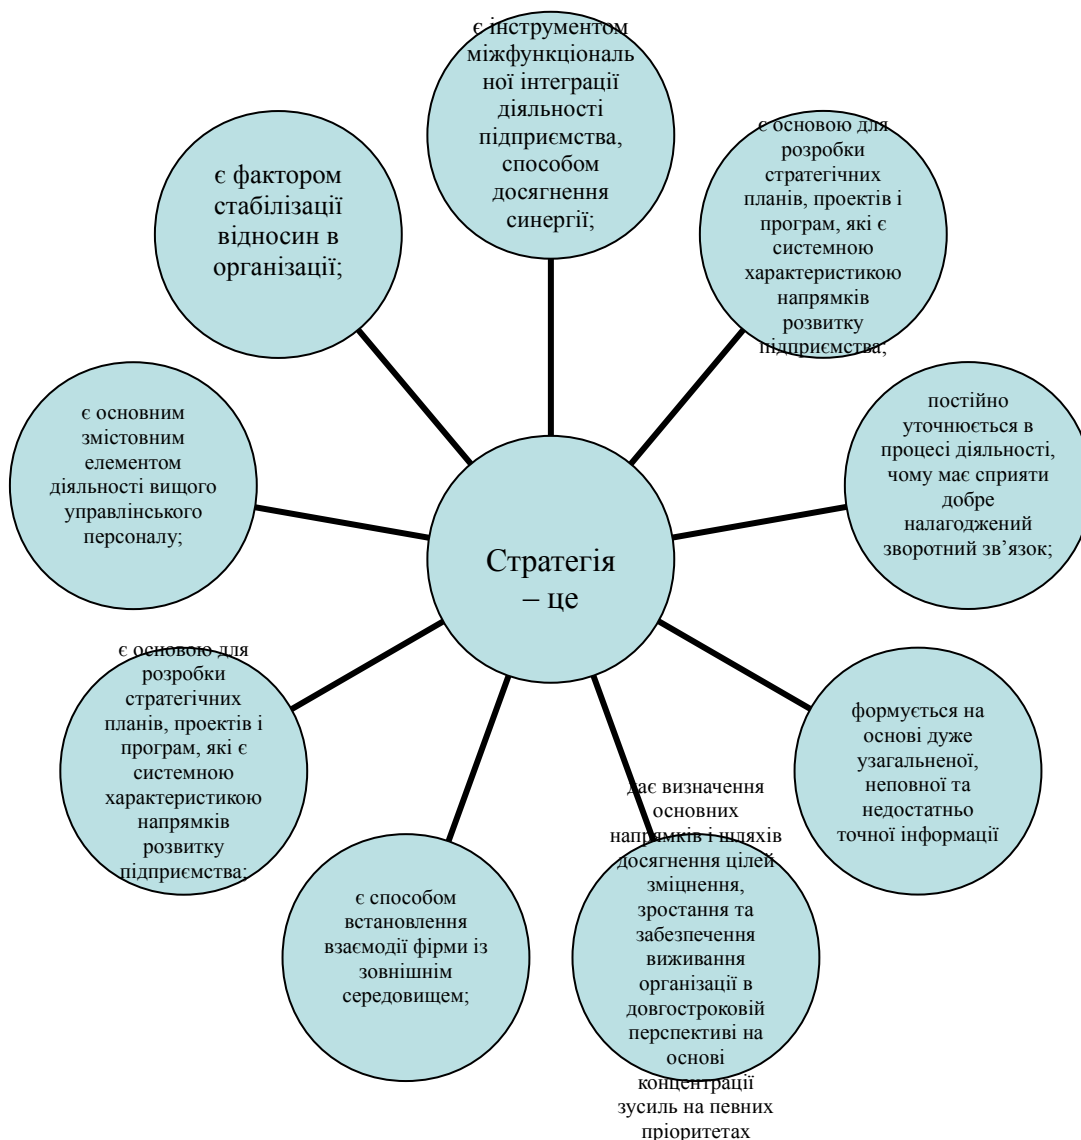 є інструментом
міжфункціональ
ної інтеграції
діяльності
підприємства,
способом
досягнення
синергії;
є основою для
розробки
стратегічних
планів, проектів і
програм, які є
системною
характеристикою
напрямків
розвитку
підприємства;
постійно
уточнюється в
процесі діяльності,
чому має сприяти
добре
налагоджений
зворотний зв’язок;
формується на
основі дуже
узагальненої,
неповної та
недостатньо
точної інформації
дає визначення
основних
напрямків і шляхів
досягнення цілей
зміцнення,
зростання та
забезпечення
виживання
організації в
довгостроковій
перспективі на
основі
концентрації
зусиль на певних
пріоритетах
є способом
встановлення
взаємодії фірми із
зовнішнім
середовищем;
є основою для
розробки
стратегічних
планів, проектів і
програм, які є
системною
характеристикою
напрямків
розвитку
підприємства;
є основним
змістовним
елементом
діяльності вищого
управлінського
персоналу;
є фактором
стабілізації
відносин в
організації;
Стратегія
– це